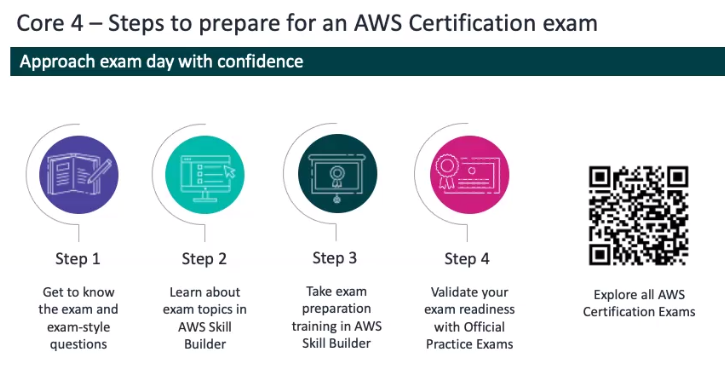 Core 4 – Steps to prepare for an AWS Certification exam
Approach exam day with confidence
Step 1
Get to know
the exam and
exam-style
questions
Step 2
Learn about
exam topics in
AWS Skill
Builder
Step 3
Take exam
preparation
training in AWS
Skill Builder
Step 4
Validate your
exam readiness
with Official
Practice Exams
Explore all AWS
Certification Exams